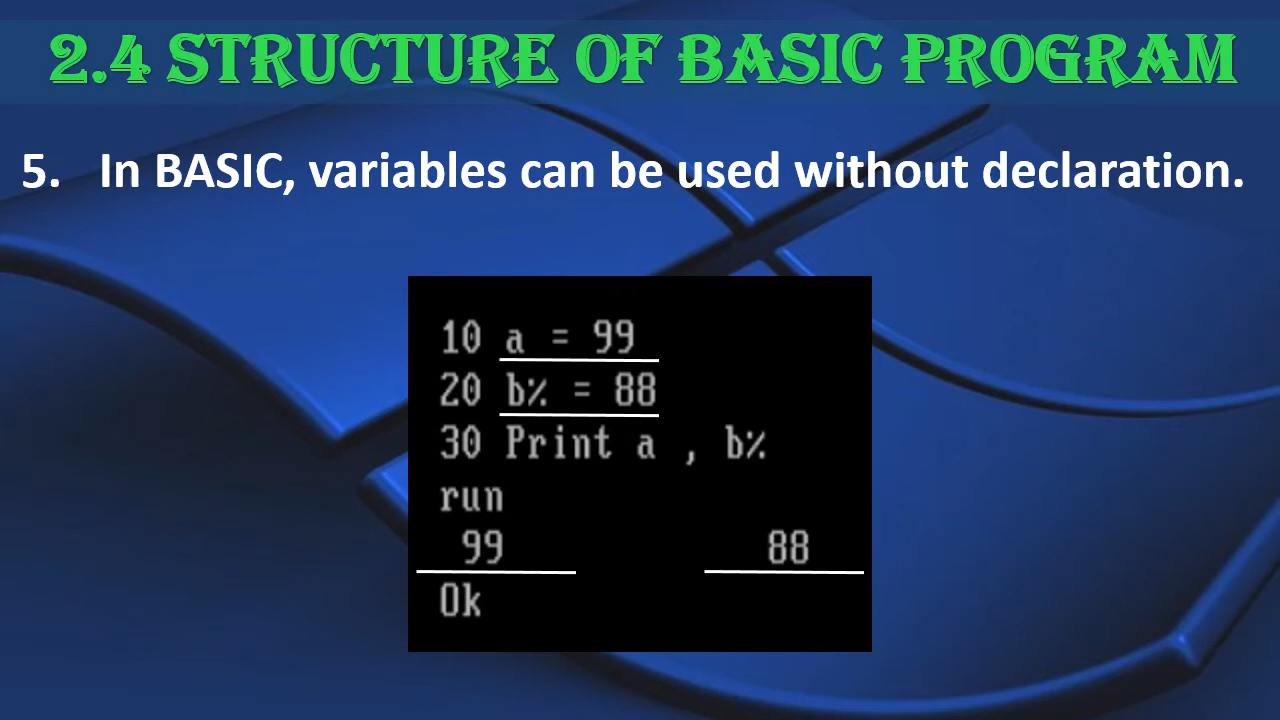 2.4 STRUCTURE OF BASIC PROGRAM
5. In BASIC, variables can be used without declaration.
10 a = 99
20 b% = 88
30 Print a , b%
run
99 88
Ok